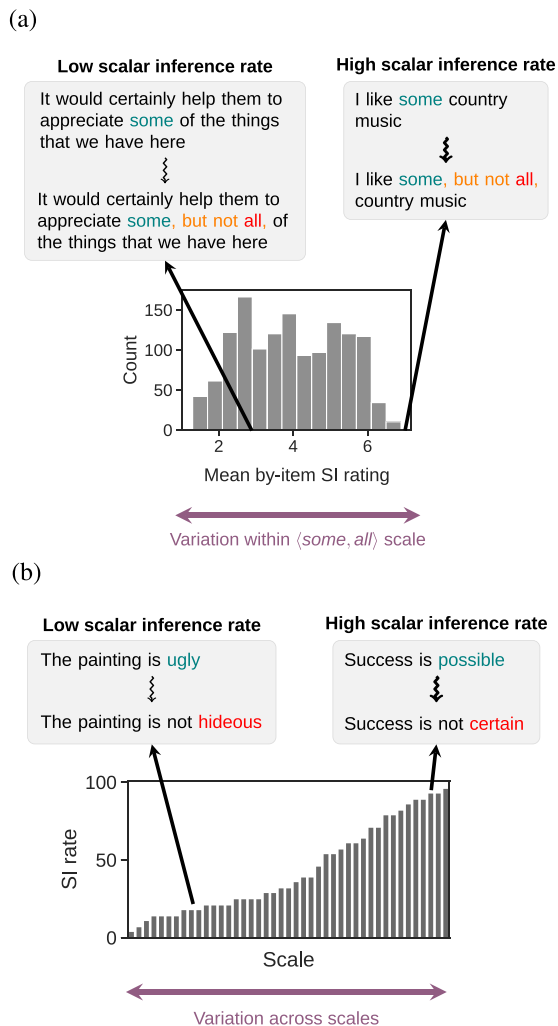 (a)
Low scalar inference rate
It would certainly help them to
appreciate some of the things
that we have here
It would certainly help them to
appreciate some, but not all, of
the things that we have here
High scalar inference rate
I like some country
music
I like some, but not all,
country music
150
100
50
0
Count
2
4
6
Mean by-item SI rating
Variation within ⟨some, all⟩ scale
(b)
Low scalar inference rate
The painting is ugly
The painting is not hideous
High scalar inference rate
Success is possible
Success is not certain
100
50
0
SI rate
Scale
Variation across scales